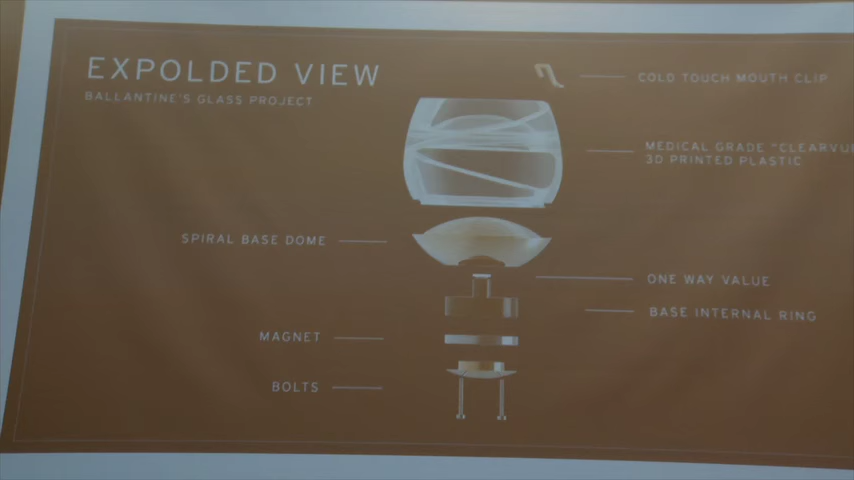 EXPOLDED VIEW
BALLANTINE'S GLASS PROJECT
COLD TOUCH MOUTH CLIP
MEDICAL GRADE "CLEARVU
3D PRINTED PLASTIC
SPIRAL BASE DOME
ONE WAY VALUE
BASE INTERNAL RING
MAGNET
BOLTS